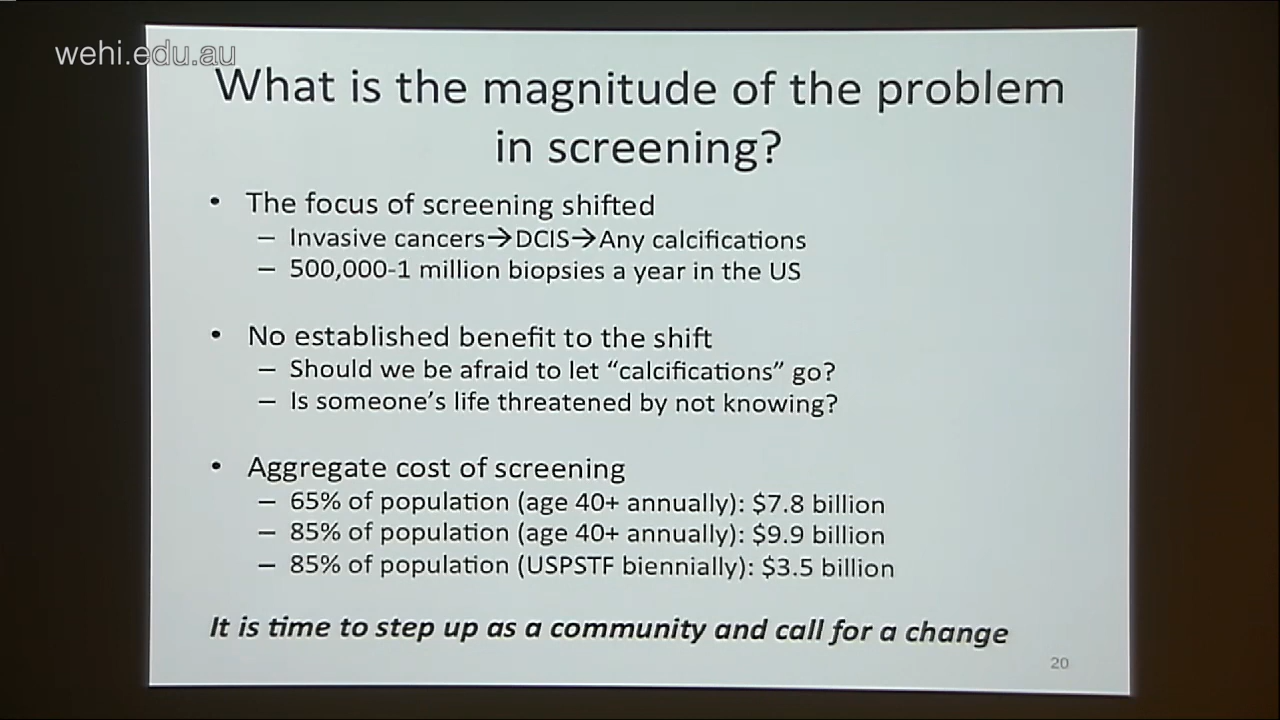 wehi.edu.au
What is the magnitude of the problem
in screening?
• The focus of screening shifted
– Invasive cancers→DCIS→Any calcifications
– 500,000-1 million biopsies a year in the US
• No established benefit to the shift
– Should we be afraid to let “calcifications” go?
– Is someone’s life threatened by not knowing?
• Aggregate cost of screening
– 65% of population (age 40+ annually): $7.8 billion
– 85% of population (age 40+ annually): $9.9 billion
– 85% of population (USPSTF biennially): $3.5 billion
It is time to step up as a community and call for a change
20